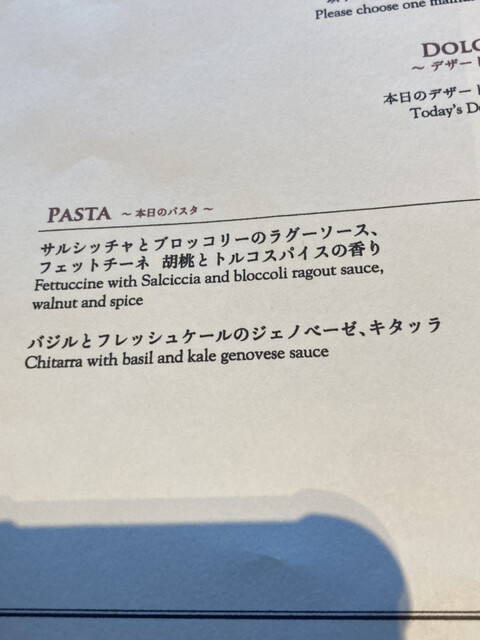 Please choose one
DOLC
～ デザート
本日のデザート
Today's D
PASTA ～ 本日のパスタ ～
サルシッチャとブロッコリーのラグーソース、
フェットチーネ 胡桃とトルコスパイスの香り
Fettuccine with Salciccia and bloccoli ragout sauce,
walnut and spice
バジルとフレッシュケールのジェノベーゼ、キタッラ
Chitarra with basil and kale genovese sauce